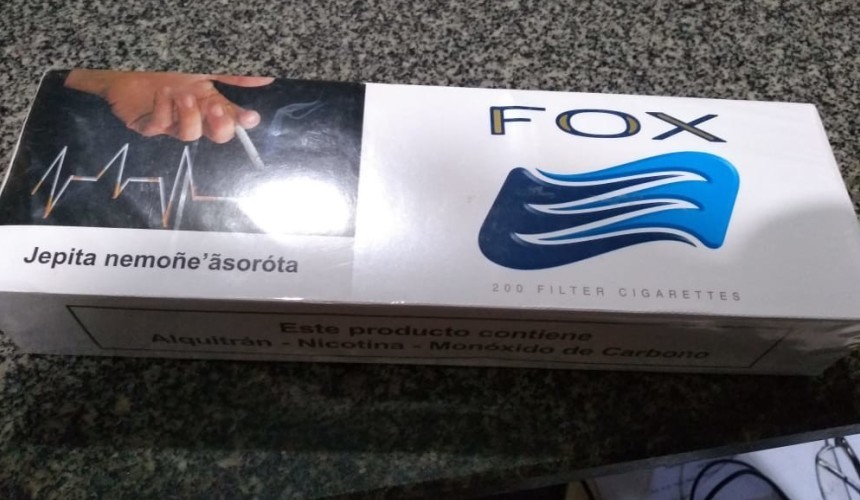 FOX
Jepita nemoñe'ãsoróta
200 FILTER CIGARETTES
Este producto contiene
Alquitrán - Nicotina - Monóxido de Carbono